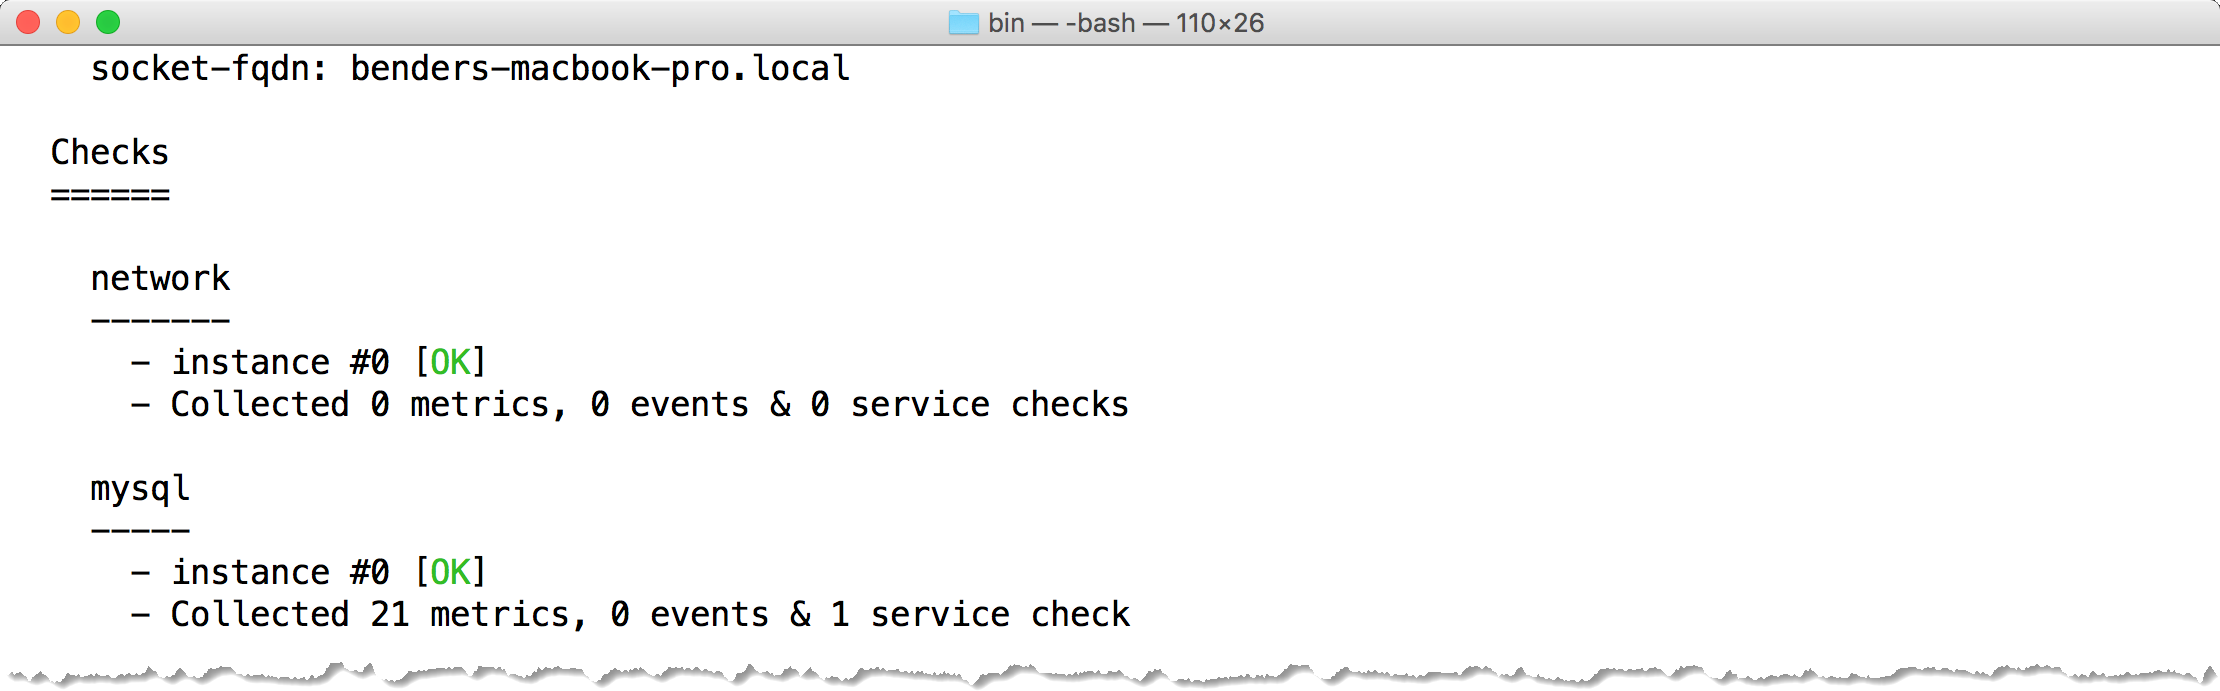 bin — -bash — 110×26
socket-fqdn: benders-macbook-pro.local
Checks
======
network
-------
- instance #0 [OK]
- Collected 0 metrics, 0 events & 0 service checks
mysql
-----
- instance #0 [OK]
- Collected 21 metrics, 0 events & 1 service check